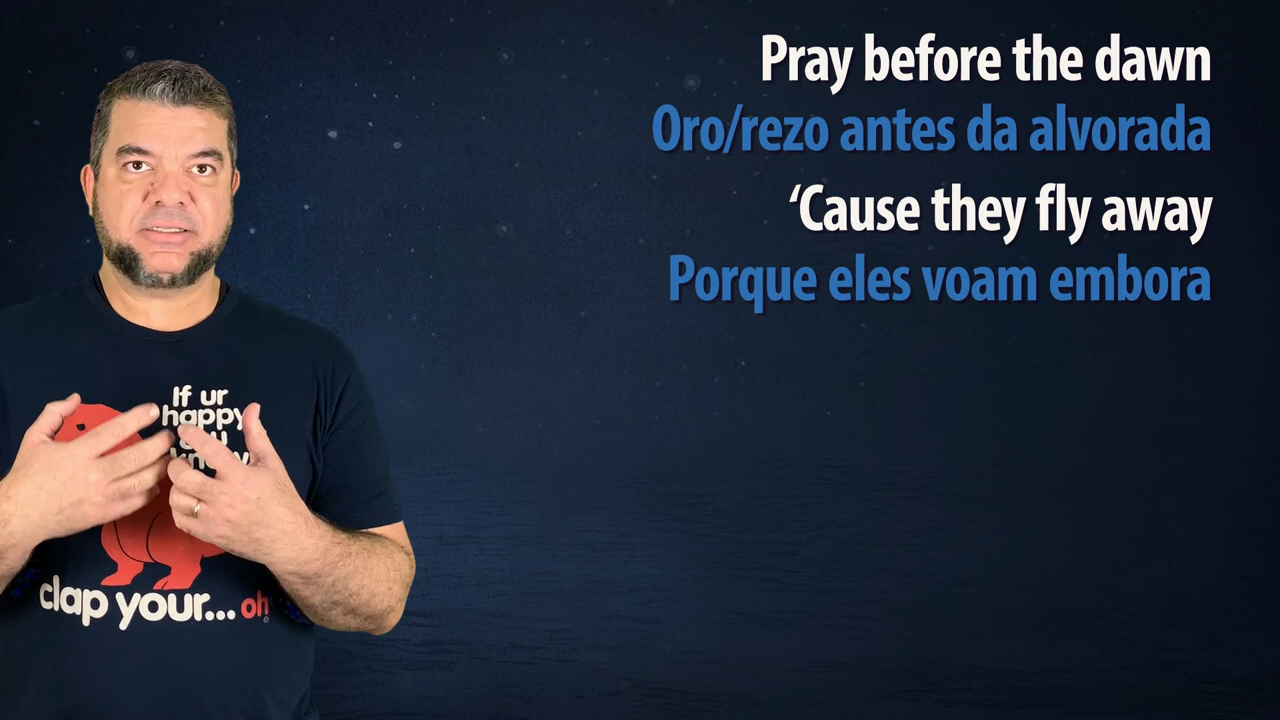 Pray before the dawn
Oro/rezo antes da alvorada
‘Cause they fly away
Porque eles voam embora
If ur
happy
know
clap your... oh